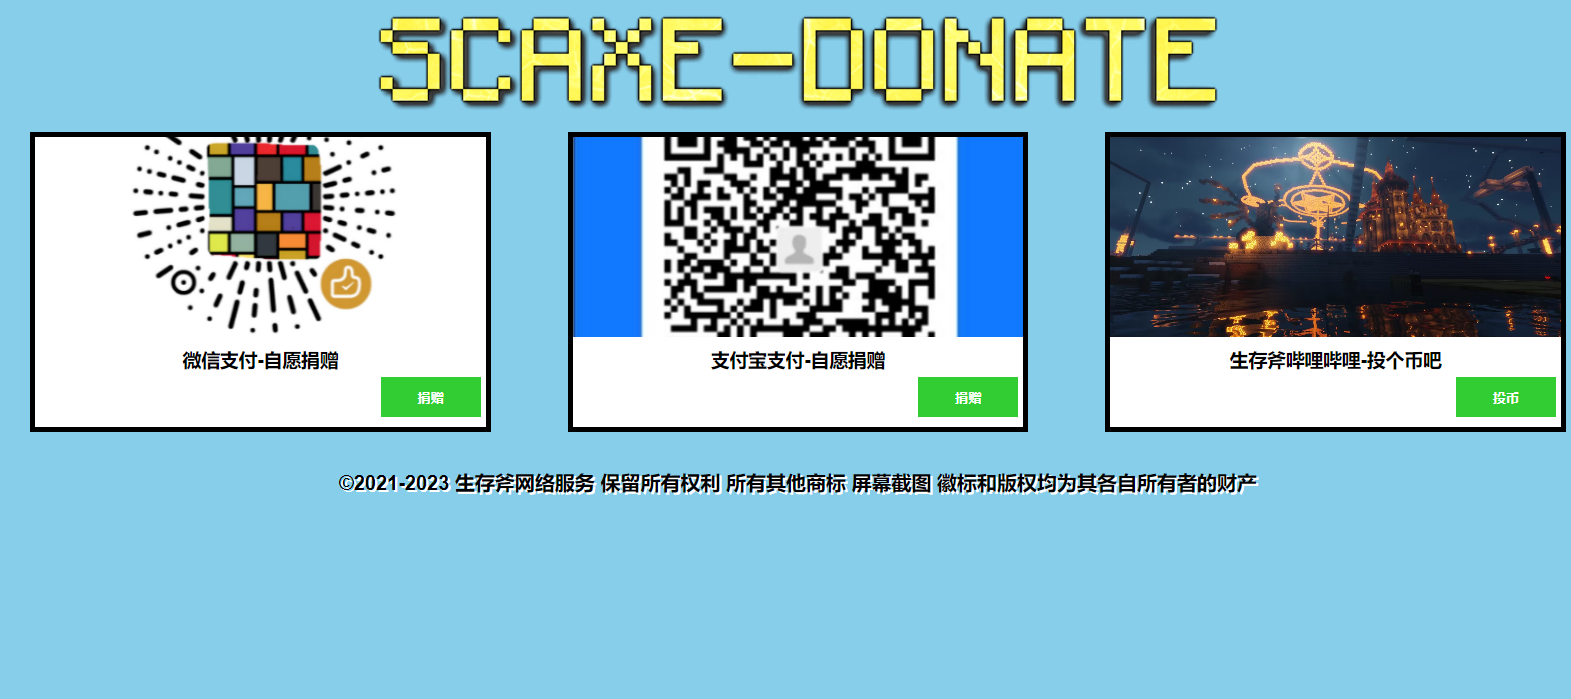 SCAXE-DONATE
微信支付-自愿捐赠
捐赠
支付宝支付-自愿捐赠
捐赠
生存斧哔哩哔哩-投个币吧
投币
©2021-2023 生存斧网络服务 保留所有权利 所有其他商标 屏幕截图 徽标和版权均为其各自所有者的财产